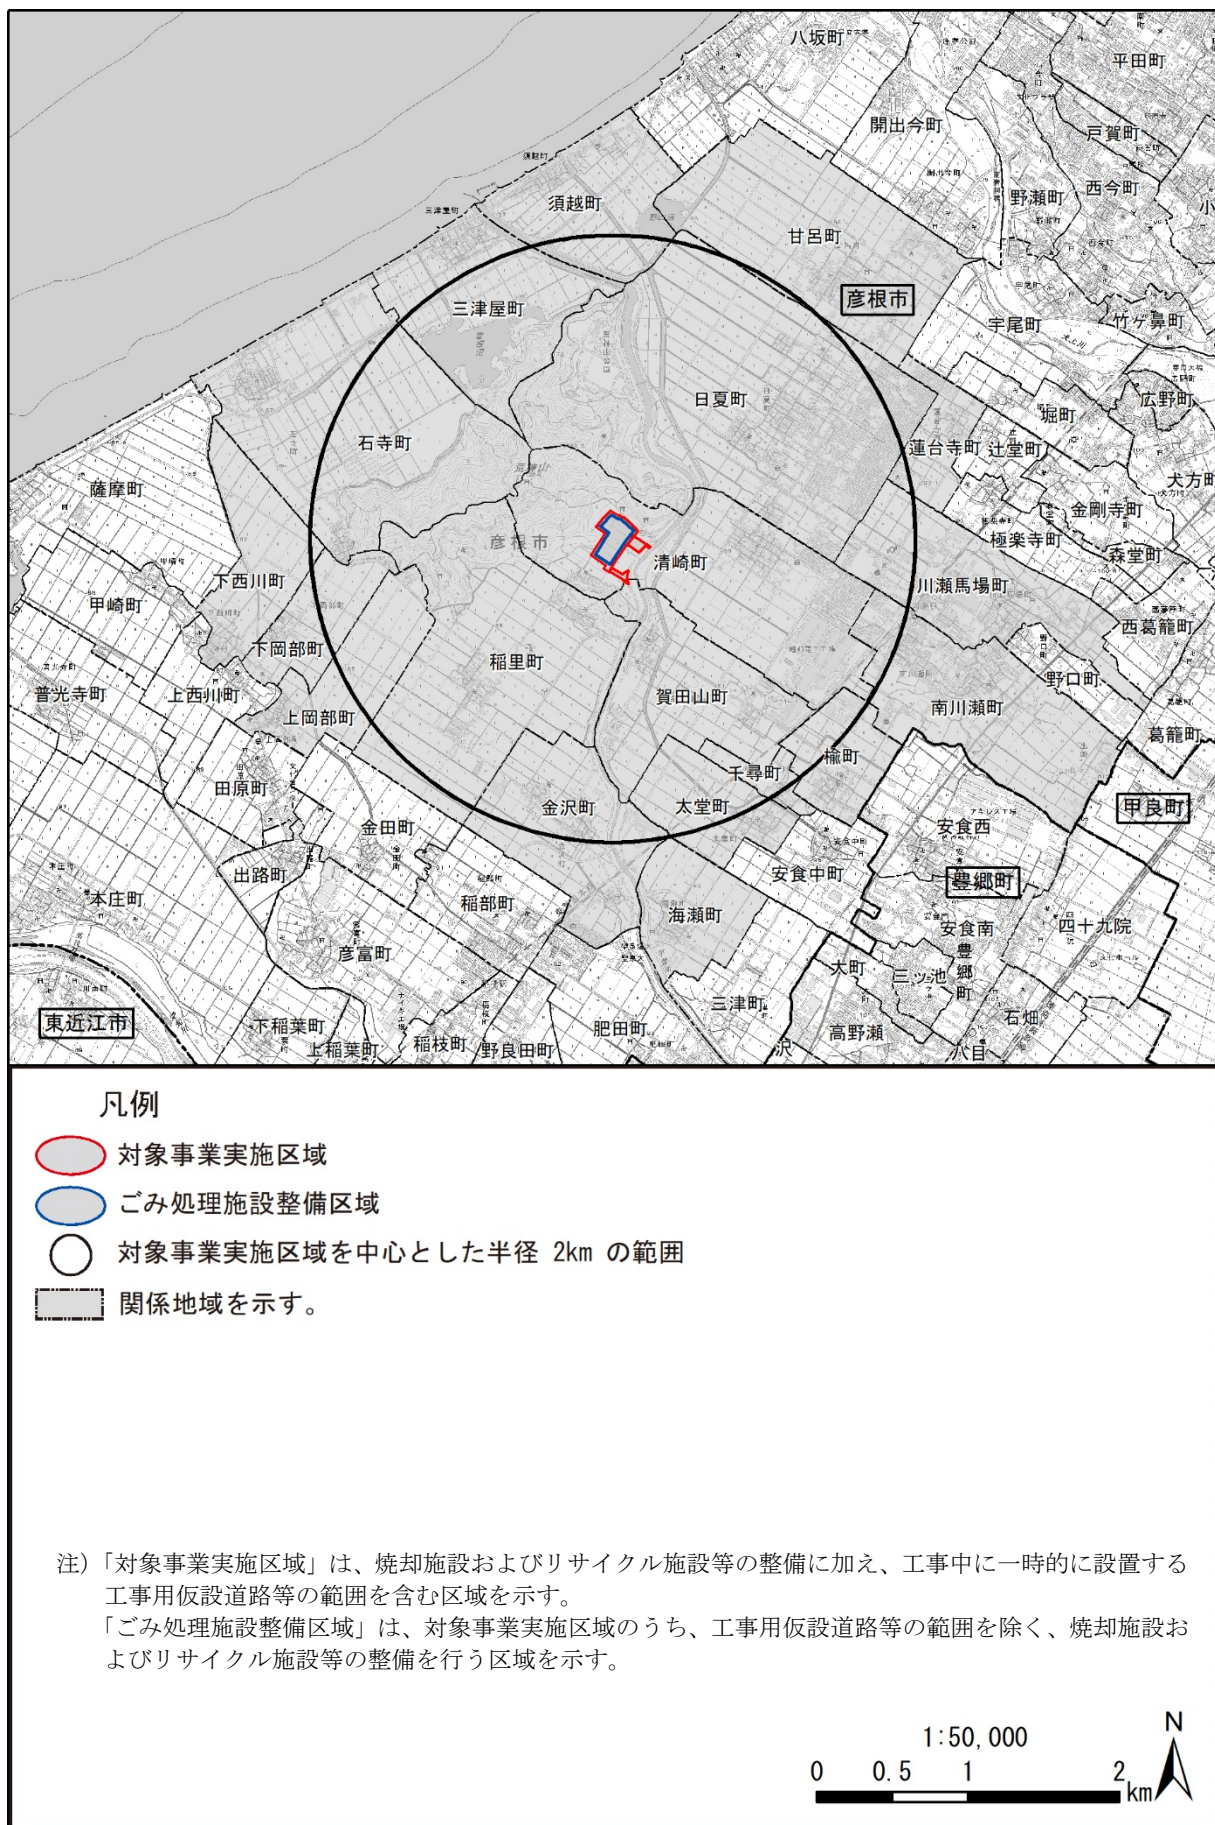 八坂町
平田町
開出今町
戸賀町
須越町
須越町
野瀬町
西今町
小
三津屋町
甘呂町
彦根市
三津屋町
宇尾町
竹ヶ鼻町
日夏町
広野町
堀町
石寺町
蓮台寺町
辻堂町
犬方町
薩摩町
荒神山
金剛寺町
極楽寺町
森堂町
彦根市
清崎町
下西川町
川瀬馬場町
甲崎町
西葛籠町
下岡部町
稲里町
野口町
普光寺町
上西川町
賀田山町
南川瀬町
上岡部町
葛籠町
楡町
田原町
千尋町
金沢町
太堂町
甲良町
金田町
安食西
出路町
安食中町
豊郷町
本庄町
稲部町
海瀬町
安食南
四十九院
彦富町
豊郷町
大町
三ツ池
三津町
石畑
東近江市
下稲葉町
上稲葉町
稲枝町
野良田町
肥田町
沢
高野瀬
八目
凡例
対象事業実施区域
ごみ処理施設整備区域
対象事業実施区域を中心とした半径 2km の範囲
関係地域を示す。
注）「対象事業実施区域」は、焼却施設およびリサイクル施設等の整備に加え、工事中に一時的に設置する
工事用仮設道路等の範囲を含む区域を示す。
「ごみ処理施設整備区域」は、対象事業実施区域のうち、工事用仮設道路等の範囲を除く、焼却施設お
よびリサイクル施設等の整備を行う区域を示す。
N
1:50,000
0 0.5 1 2
km